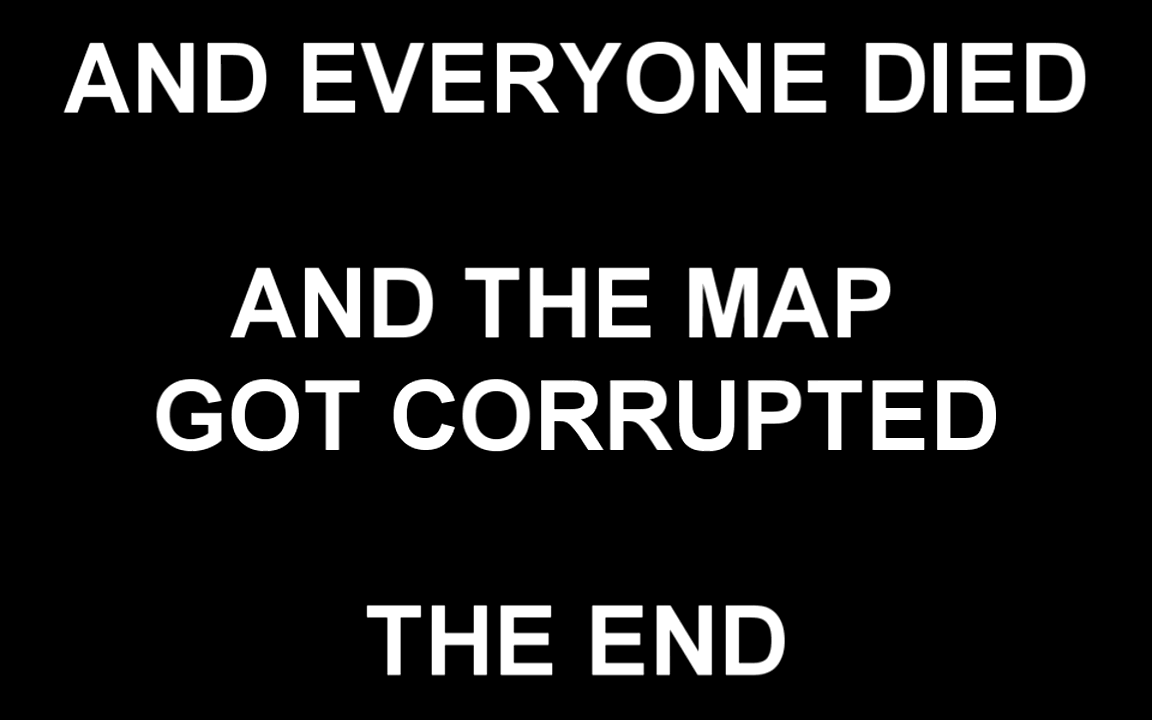 AND EVERYONE DIED
AND THE MAP
GOT CORRUPTED
THE END